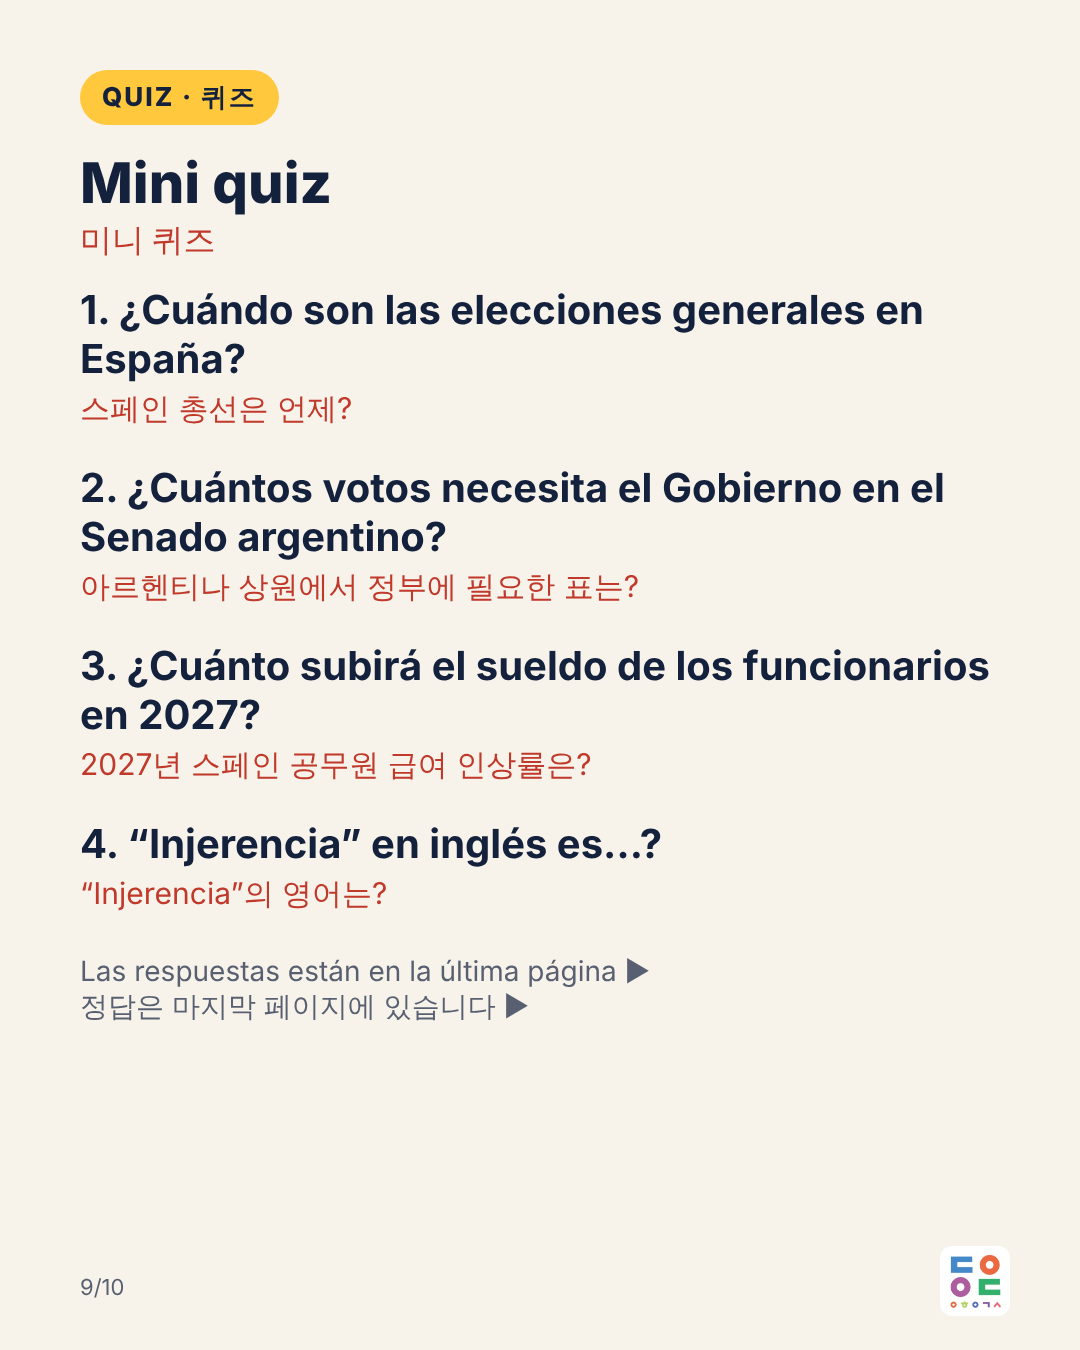 QUIZ · 퀴즈
Mini quiz
미니 퀴즈
1. ¿Cuándo son las elecciones generales en
España?
스페인 총선은 언제?
2. ¿Cuántos votos necesita el Gobierno en el
Senado argentino?
아르헨티나 상원에서 정부에 필요한 표는?
3. ¿Cuánto subirá el sueldo de los funcionarios
en 2027?
2027년 스페인 공무원 급여 인상률은?
4. “Injerencia” en inglés es...?
“Injerencia”의 영어는?
Las respuestas están en la última página ▶
정답은 마지막 페이지에 있습니다 ▶
9/10